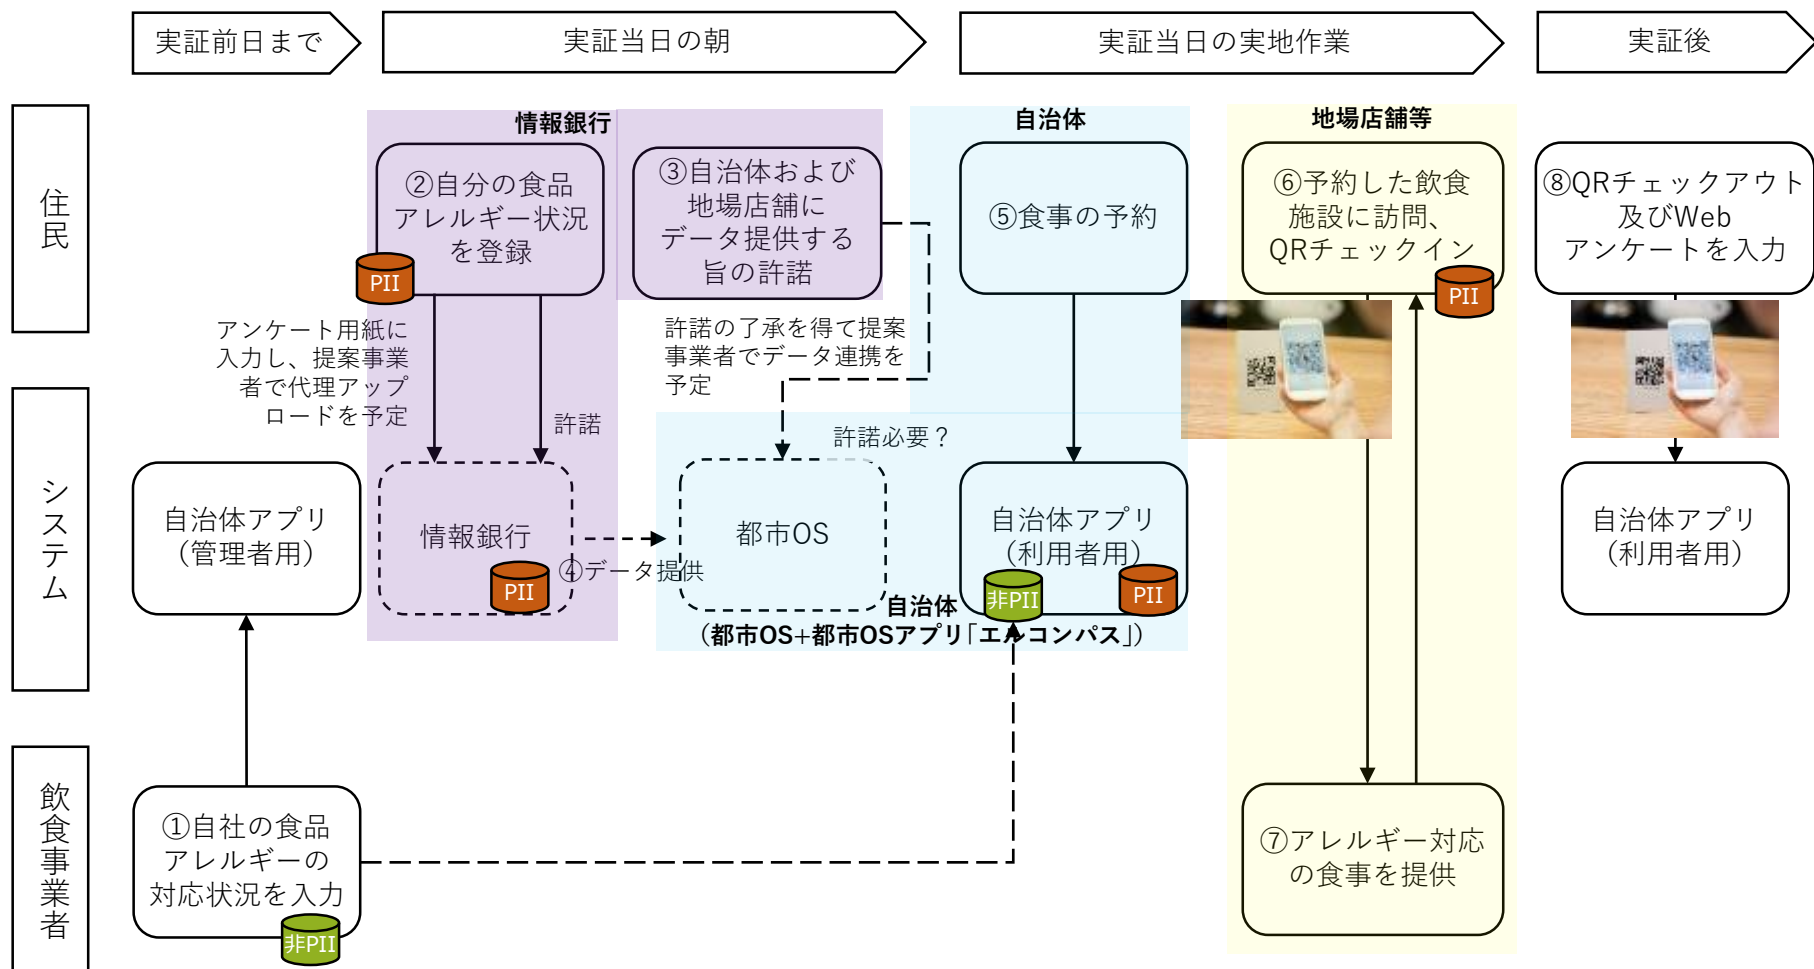 実証前日まで
実証当日の朝
実証当日の実地作業
実証後
住民
情報銀行
②自分の食品
アレルギー状況
を登録
PII
③自治体および
地場店舗に
データ提供する
旨の許諾
自治体
⑤食事の予約
地場店舗等
⑥予約した飲食
施設に訪問、
QRチェックイン
PII
⑧QRチェックアウト
及びWeb
アンケートを入力
アンケート用紙に
入力し、提案事業
者で代理アップ
ロードを予定
許諾
許諾の了承を得て提案
事業者でデータ連携を
予定
許諾必要？
システム
自治体アプリ
（管理者用）
情報銀行
PII
④データ提供
都市OS
自治体アプリ
（利用者用）
非PII
PII
自治体
（都市OS+都市OSアプリ「エルコンパス」）
自治体アプリ
（利用者用）
飲食事業者
①自社の食品
アレルギーの
対応状況を入力
非PII
⑦アレルギー対応
の食事を提供